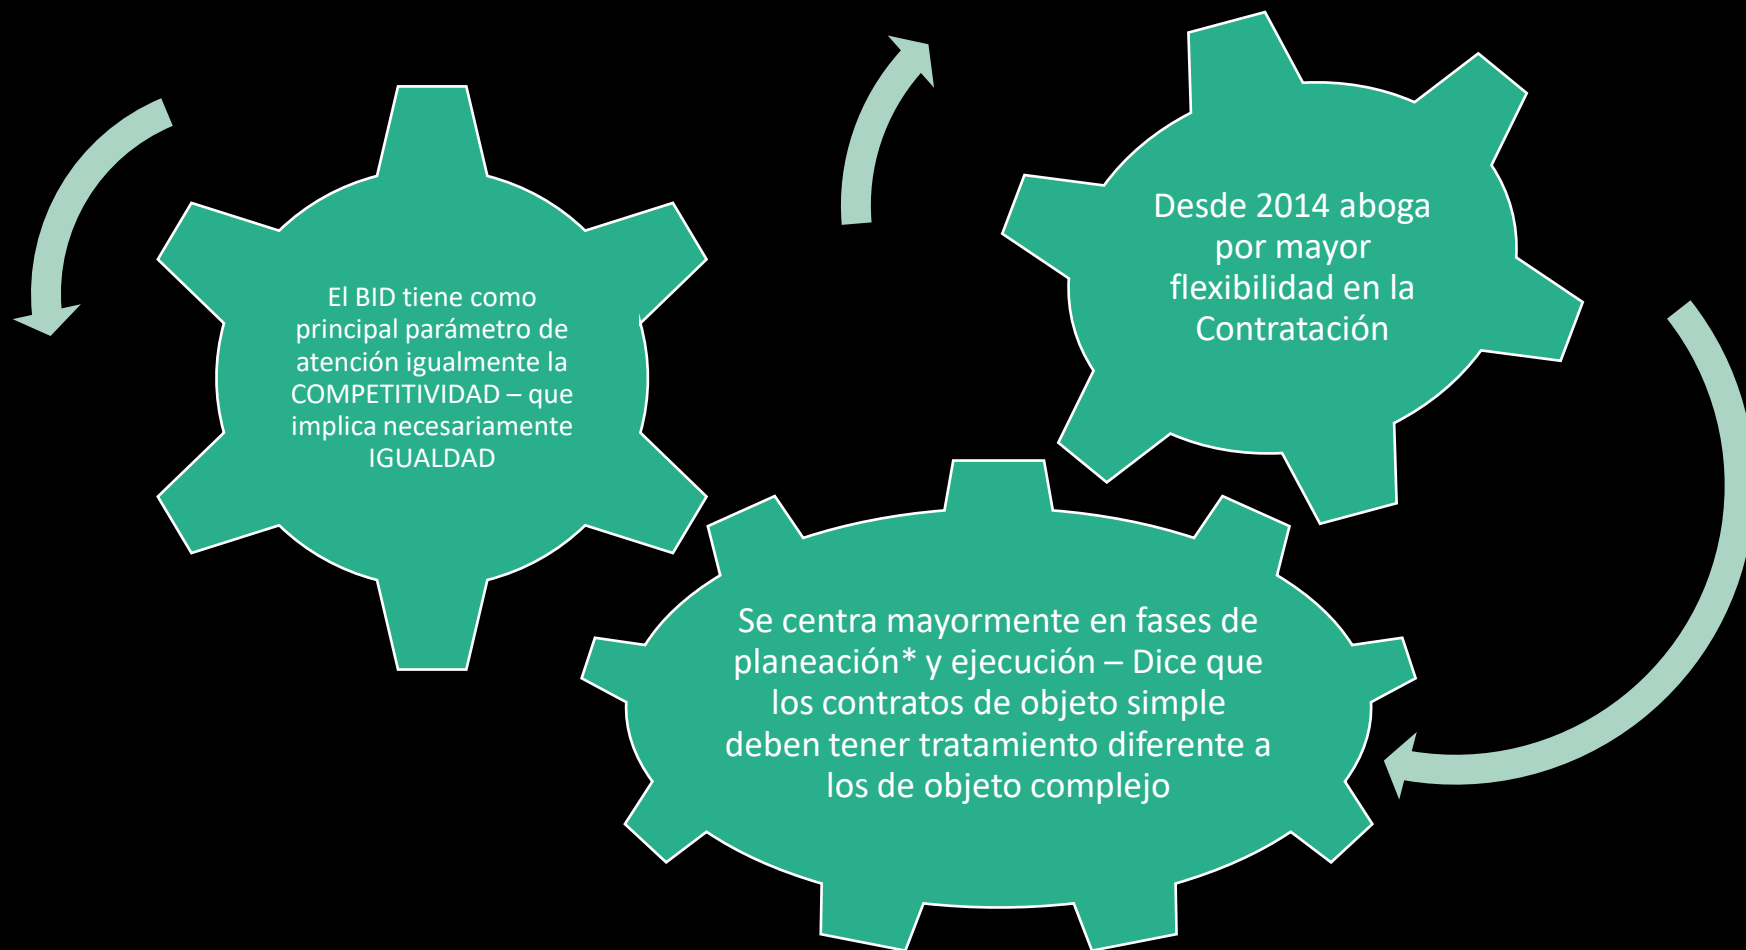 El BID tiene como
principal parámetro de
atención igualmente la
COMPETITIVIDAD – que
implica necesariamente
IGUALDAD
Desde 2014 aboga
por mayor
flexibilidad en la
Contratación
Se centra mayormente en fases de
planeación* y ejecución – Dice que
los contratos de objeto simple
deben tener tratamiento diferente a
los de objeto complejo